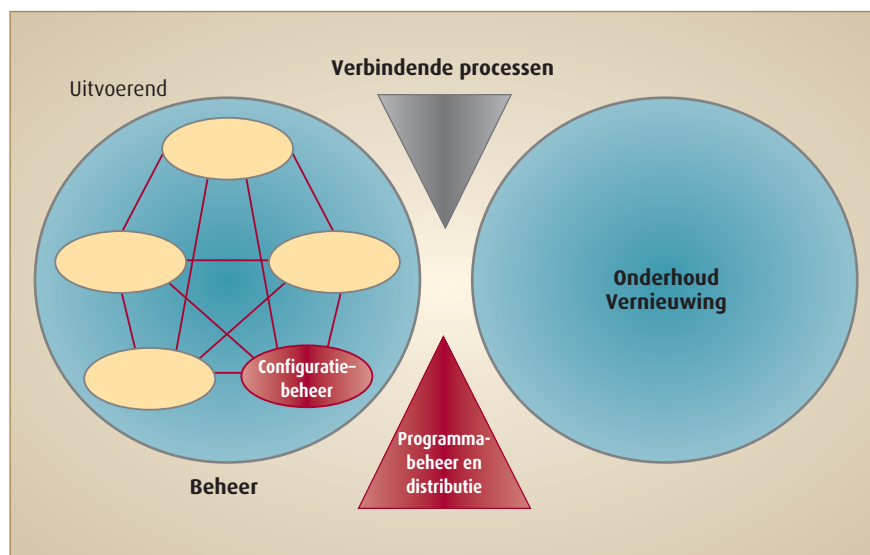 Verbindende processen
Uitvoerend
Onderhoud
Vernieuwing
Configuratie–
beheer
Programma-
beheer en
distributie
Beheer